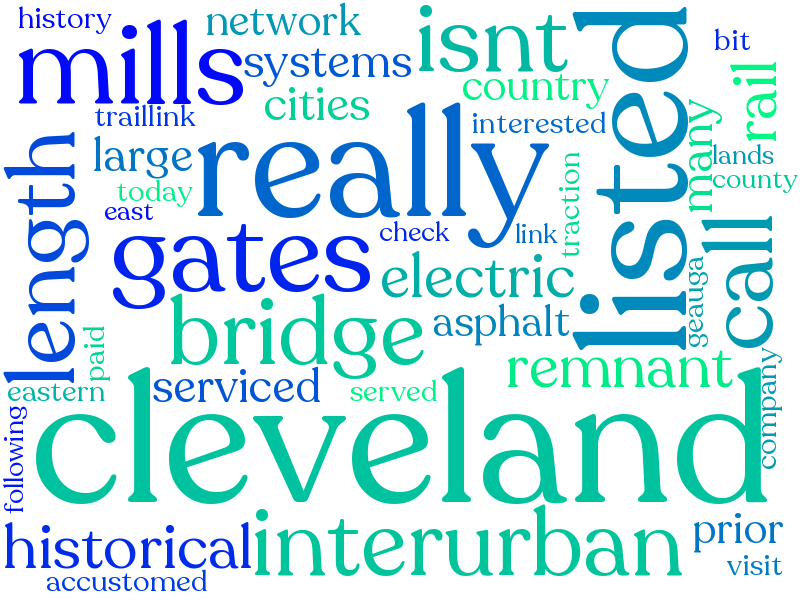 history
network
isnt
listed
bit
mills
systems
country
rail
cities
traillink
interested
many
large
really
lands
length
today
county
east
traction
check
link
gates
call
electric
geauga
bridge
asphalt
paid
remnant
company
eastern
serviced
served
cleveland
following
historical
interurban
prior
visit
accustomed